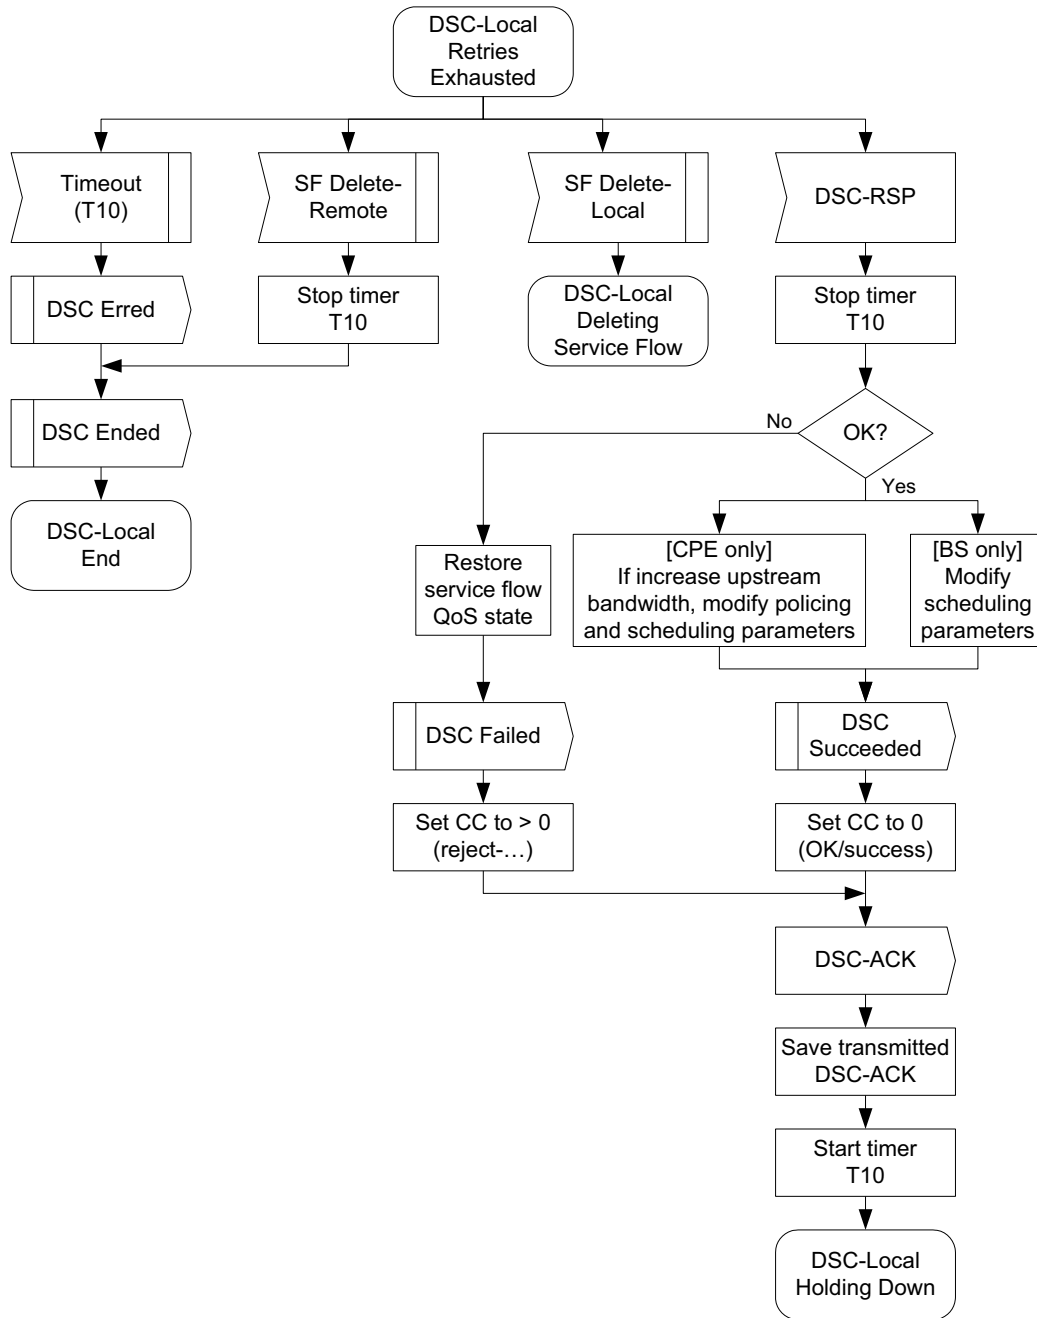 DSC-Local
Retries
Exhausted
Timeout
(T10)
SF Delete-
Remote
SF Delete-
Local
DSC-RSP
DSC Erred
Stop timer
T10
DSC-Local
Deleting
Service Flow
Stop timer
T10
DSC Ended
No
OK?
Yes
DSC-Local
End
Restore
service flow
QoS state
[CPE only]
If increase upstream
bandwidth, modify policing
and scheduling parameters
[BS only]
Modify
scheduling
parameters
DSC Failed
DSC
Succeeded
Set CC to > 0
(reject-…)
Set CC to 0
(OK/success)
DSC-ACK
Save transmitted
DSC-ACK
Start timer
T10
DSC-Local
Holding Down